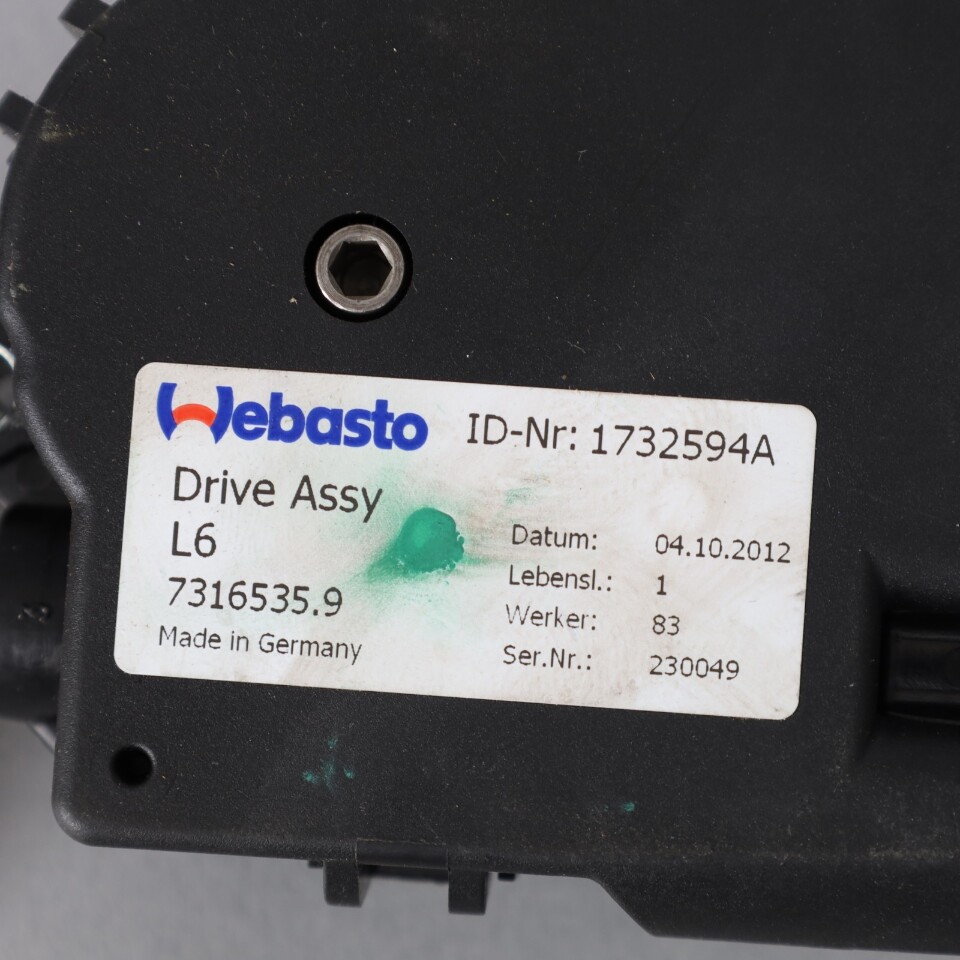 Webasto ID-Nr: 1732594A
Drive Assy
L6
7316535.9
Made in Germany
Datum: 04.10.2012
Lebensl.: 1
Werker: 83
Ser.Nr.: 230049